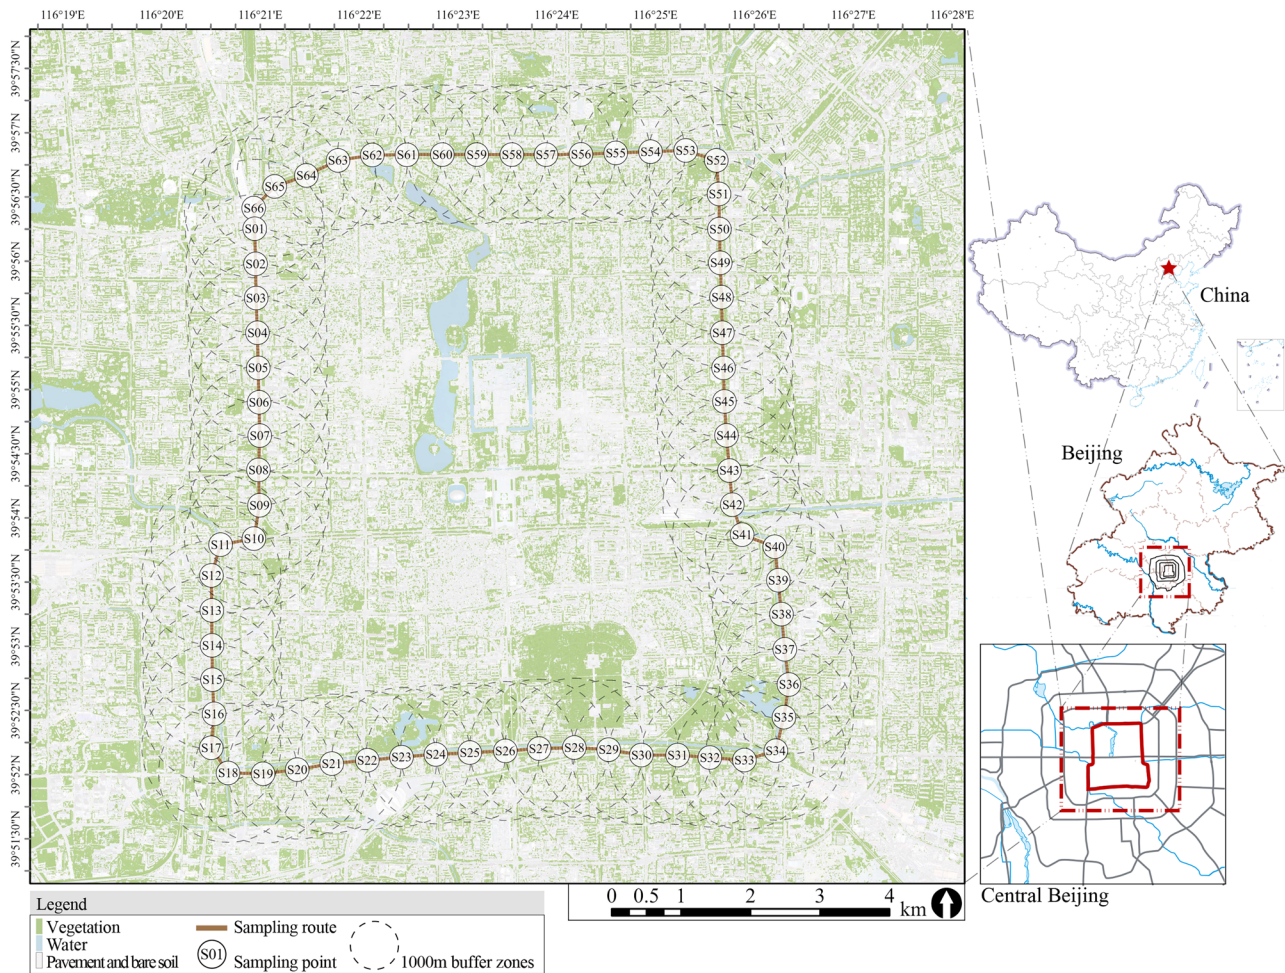 116°19'E 116°20'E 116°21'E 116°22'E 116°23'E 116°24'E 116°25'E 116°26'E 116°27'E 116°28'E
39°57'30"N
39°57'N
39°56'30"N
39°56'N
39°55'30"N
39°55'N
39°54'30"N
39°54'N
39°53'30"N
39°53'N
39°52'30"N
39°52'N
39°51'30"N
S01
S02
S03
S04
S05
S06
S07
S08
S09
S10
S11
S12
S13
S14
S15
S16
S17
S18
S19
S20
S21
S22
S23
S24
S25
S26
S27
S28
S29
S30
S31
S32
S33
S34
S35
S36
S37
S38
S39
S40
S41
S42
S43
S44
S45
S46
S47
S48
S49
S50
S51
S52
S53
S54
S55
S56
S57
S58
S59
S60
S61
S62
S63
S64
S65
S66
China
Beijing
Central Beijing
0 0.5 1 2 3 4
km
Legend
Vegetation
Water
Pavement and bare soil
Sampling route
S01 Sampling point
1000m buffer zones